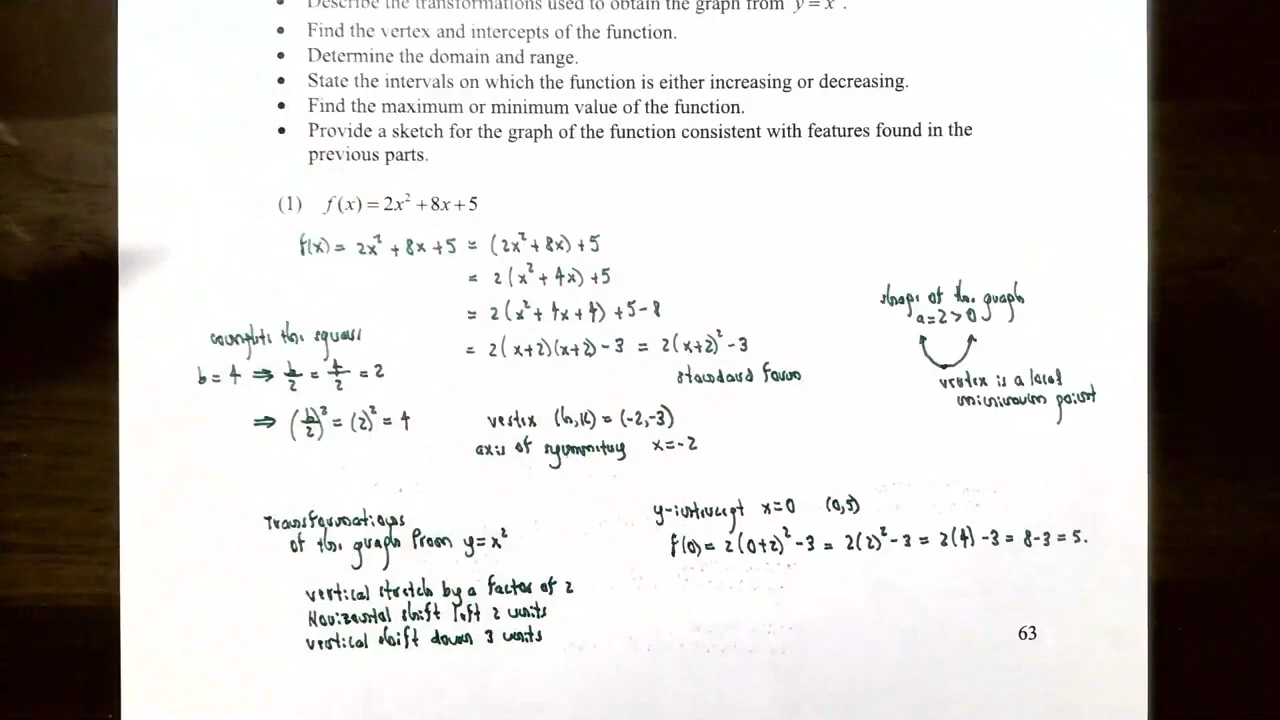 Describe the transformations used to obtain the graph from y = x².
• Find the vertex and intercepts of the function.
• Determine the domain and range.
• State the intervals on which the function is either increasing or decreasing.
• Find the maximum or minimum value of the function.
• Provide a sketch for the graph of the function consistent with features found in the
previous parts.
(1) f(x) = 2x² + 8x + 5
f(x) = 2x² + 8x + 5 = (2x² + 8x) + 5
= 2(x² + 4x) + 5
= 2(x² + 4x + 4) + 5 - 8
= 2(x+2)(x+2) - 3 = 2(x+2)² - 3
standard form
complete the square
b = 4 ⇒ b/2 = 4/2 = 2
⇒ (b/2)² = (2)² = 4
shape of the graph
a = 2 > 0
vertex is a local
minimum point
vertex (h,k) = (-2,-3)
axis of symmetry x = -2
Transformations
of the graph from y = x²
vertical stretch by a factor of 2
Horizontal shift left 2 units
vertical shift down 3 units
y-intercept x = 0 (0,5)
f(0) = 2(0+2)² - 3 = 2(2)² - 3 = 2(4) - 3 = 8 - 3 = 5.
63